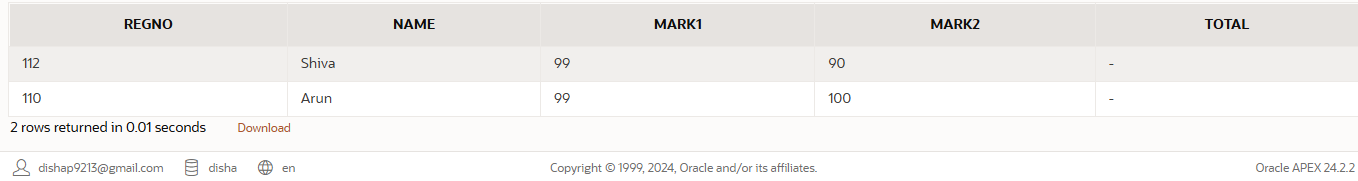 REGNO NAME MARK1 MARK2 TOTAL
112 Shiva 99 90 -
110 Arun 99 100 -
2 rows returned in 0.01 seconds Download
dishap9213@gmail.com disha en Copyright © 1999, 2024, Oracle and/or its affiliates. Oracle APEX 24.2.2